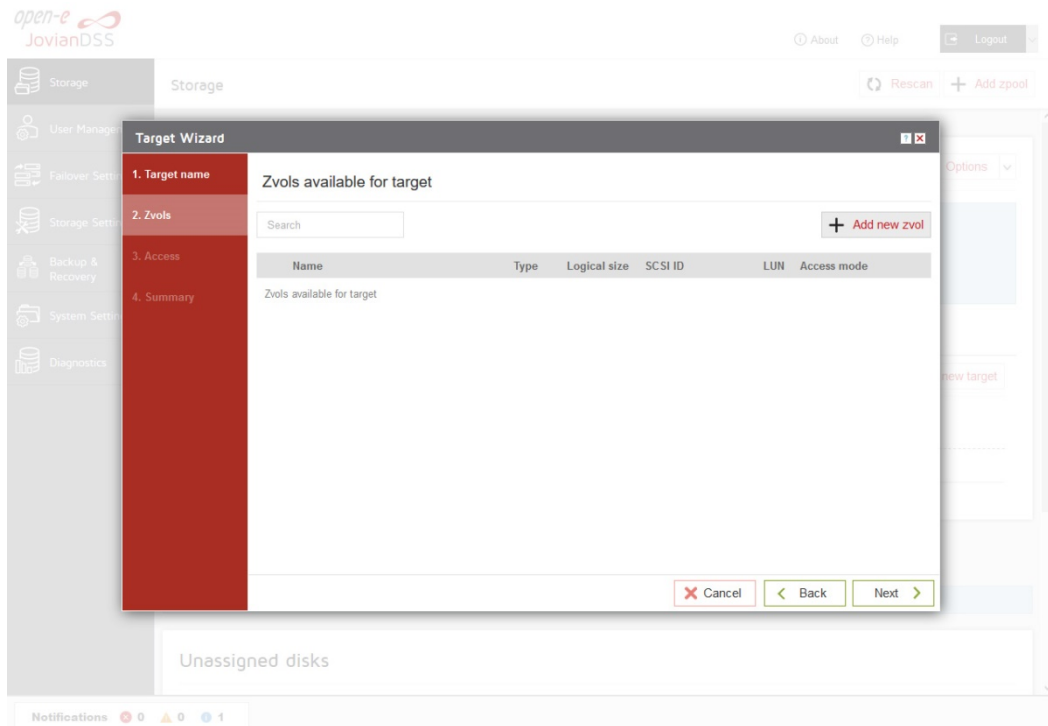 open-e
JovianDSS
About
Help
Logout
Storage
Storage
Rescan
Add zpool
User Manage
Target Wizard
1. Target name
Zvols available for target
Options
Failover Setti
2. Zvols
Search
Add new zvol
Storage Settin
3. Access
Name Type Logical size SCSI ID LUN Access mode
Backup &
Recovery
4. Summary
Zvols available for target
System Settin
Diagnostics
new target
Cancel
Back
Next
Unassigned disks
Notifications 0 0 1